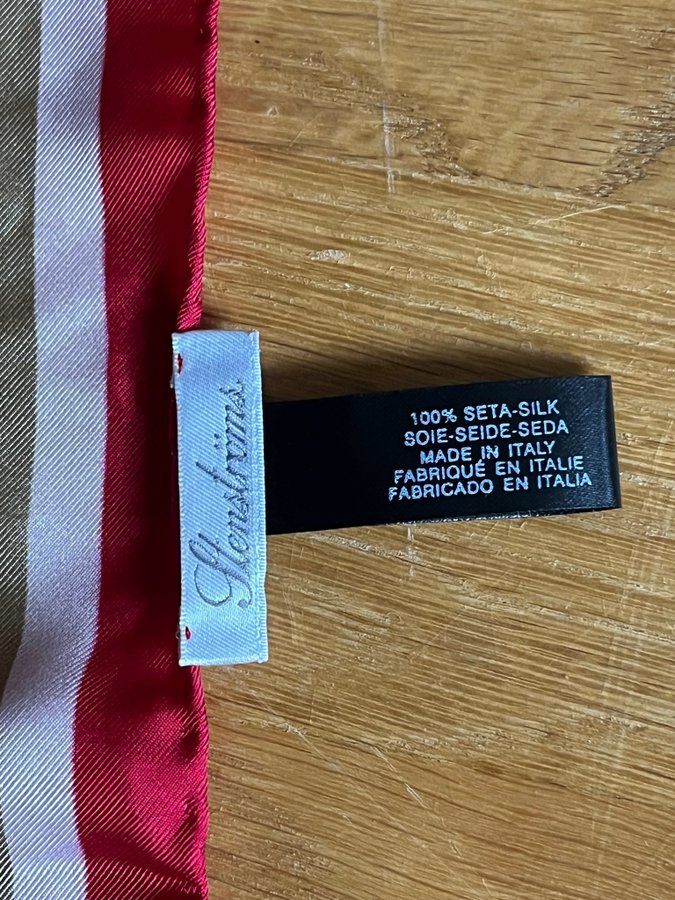 Stenströms
100% SETA-SILK
SOIE-SEIDE-SEDA
MADE IN ITALY
FABRIQUÉ EN ITALIE
FABRICADO EN ITALIA